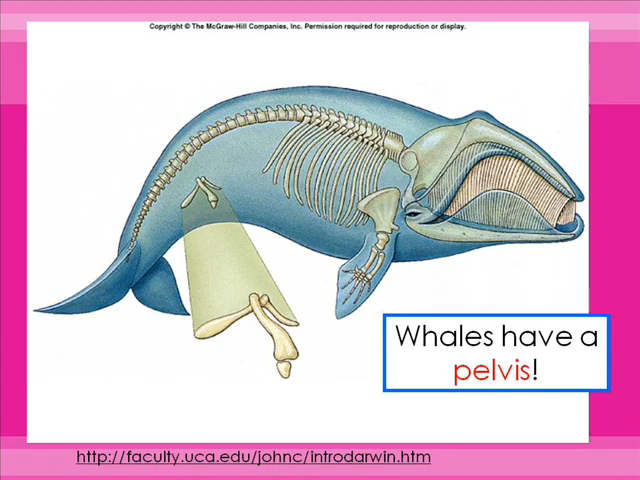 Copyright © The McGraw-Hill Companies, Inc. Permission required for reproduction or display.
Whales have a
pelvis!
http://faculty.uca.edu/johnc/introdarwin.htm